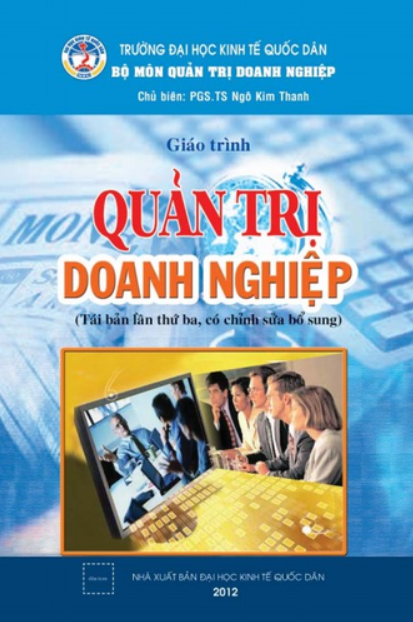 TRƯỜNG ĐẠI HỌC KINH TẾ QUỐC DÂN
BỘ MÔN QUẢN TRỊ DOANH NGHIỆP
Chủ biên: PGS.TS Ngô Kim Thanh
Giáo trình
MONEY
QUẢN TRỊ
DOANH NGHIỆP
(Tái bản lần thứ ba, có chỉnh sửa bổ sung)
NHÀ XUẤT BẢN ĐẠI HỌC KINH TẾ QUỐC DÂN
2012